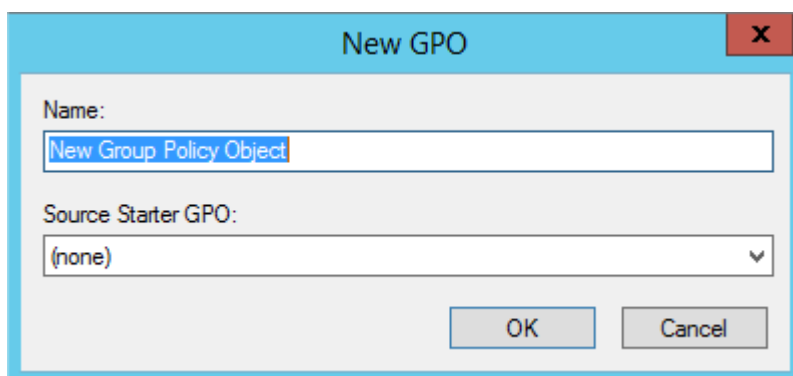 New GPO
x
Name:
New Group Policy Object
Source Starter GPO:
(none)
OK Cancel